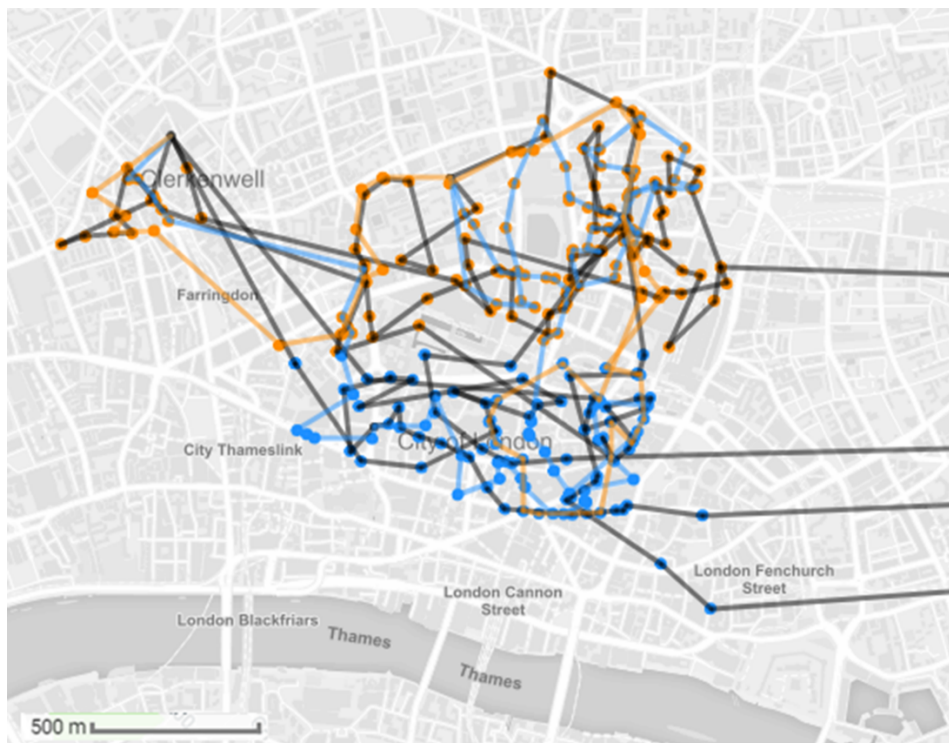 Clerkenwell
Farringdon
City of London
City Thameslink
London Fenchurch
Street
London Cannon
Street
London Blackfriars
Thames
Thames
500 m